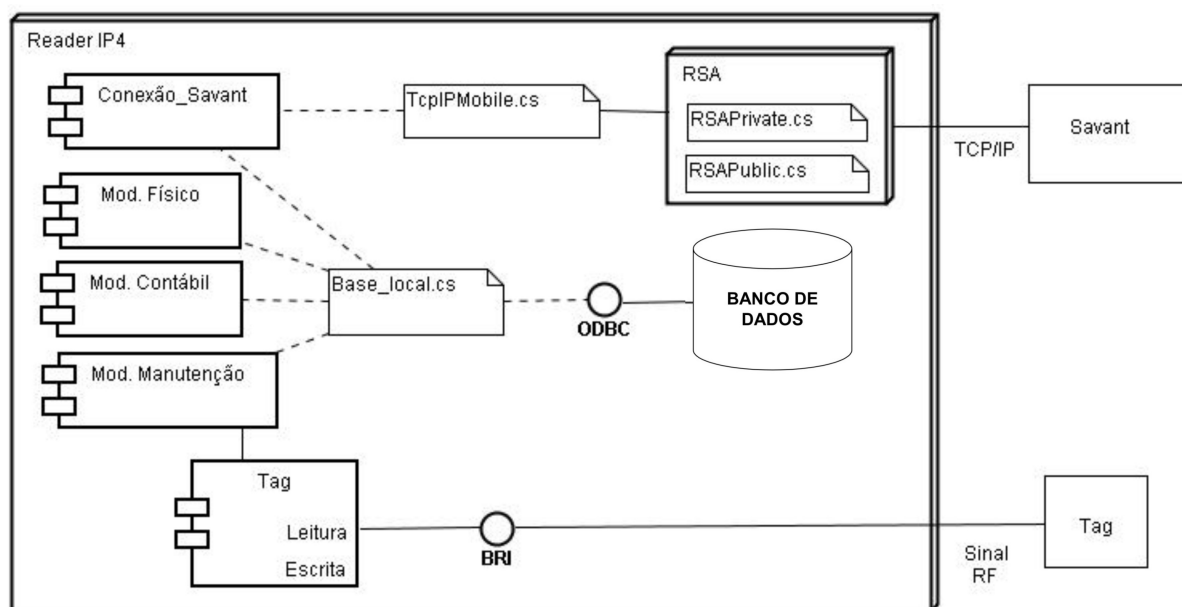 Reader IP4
Conexão_Savant
TcpIPMobile.cs
RSA
RSAPrivate.cs
RSAPublic.cs
TCP/IP
Savant
Mod. Físico
Mod. Contábil
Base_local.cs
ODBC
BANCO DE
DADOS
Mod. Manutenção
Tag
Leitura
Escrita
BRI
Sinal
RF
Tag